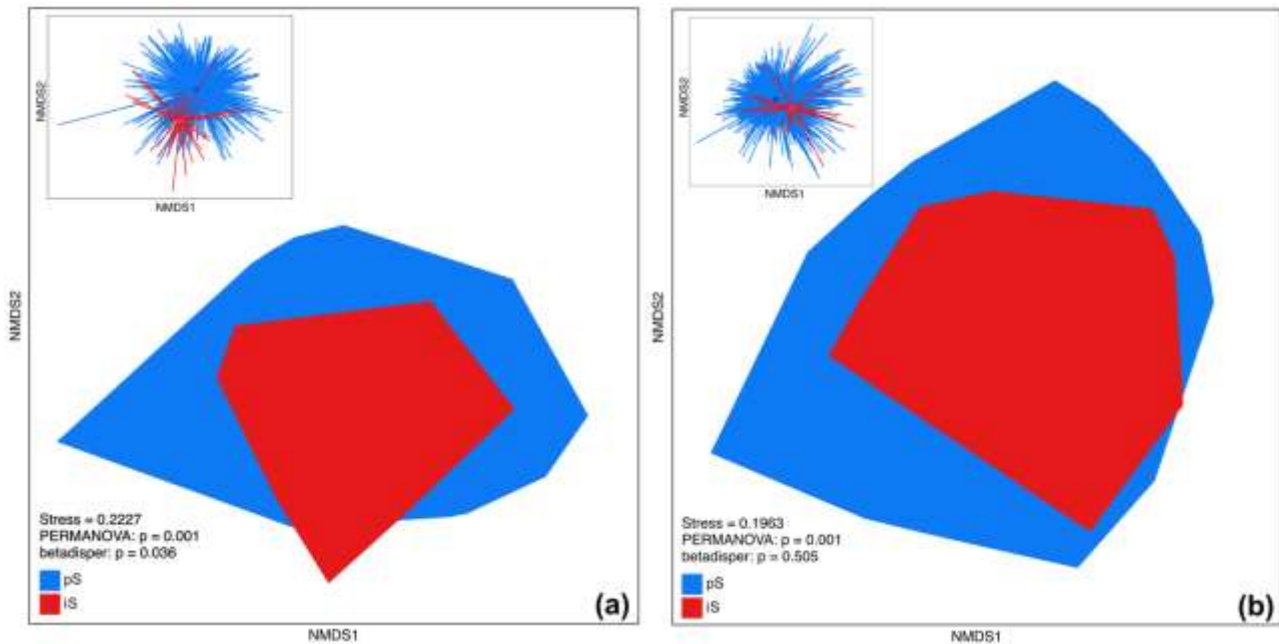 NMDS2
NMDS1
NMDS2
Stress = 0.2227
PERMANOVA: p = 0.001
betadisper: p = 0.036
pS
iS
(a)
NMDS1
NMDS2
NMDS1
NMDS2
Stress = 0.1963
PERMANOVA: p = 0.001
betadisper: p = 0.505
pS
iS
(b)
NMDS1